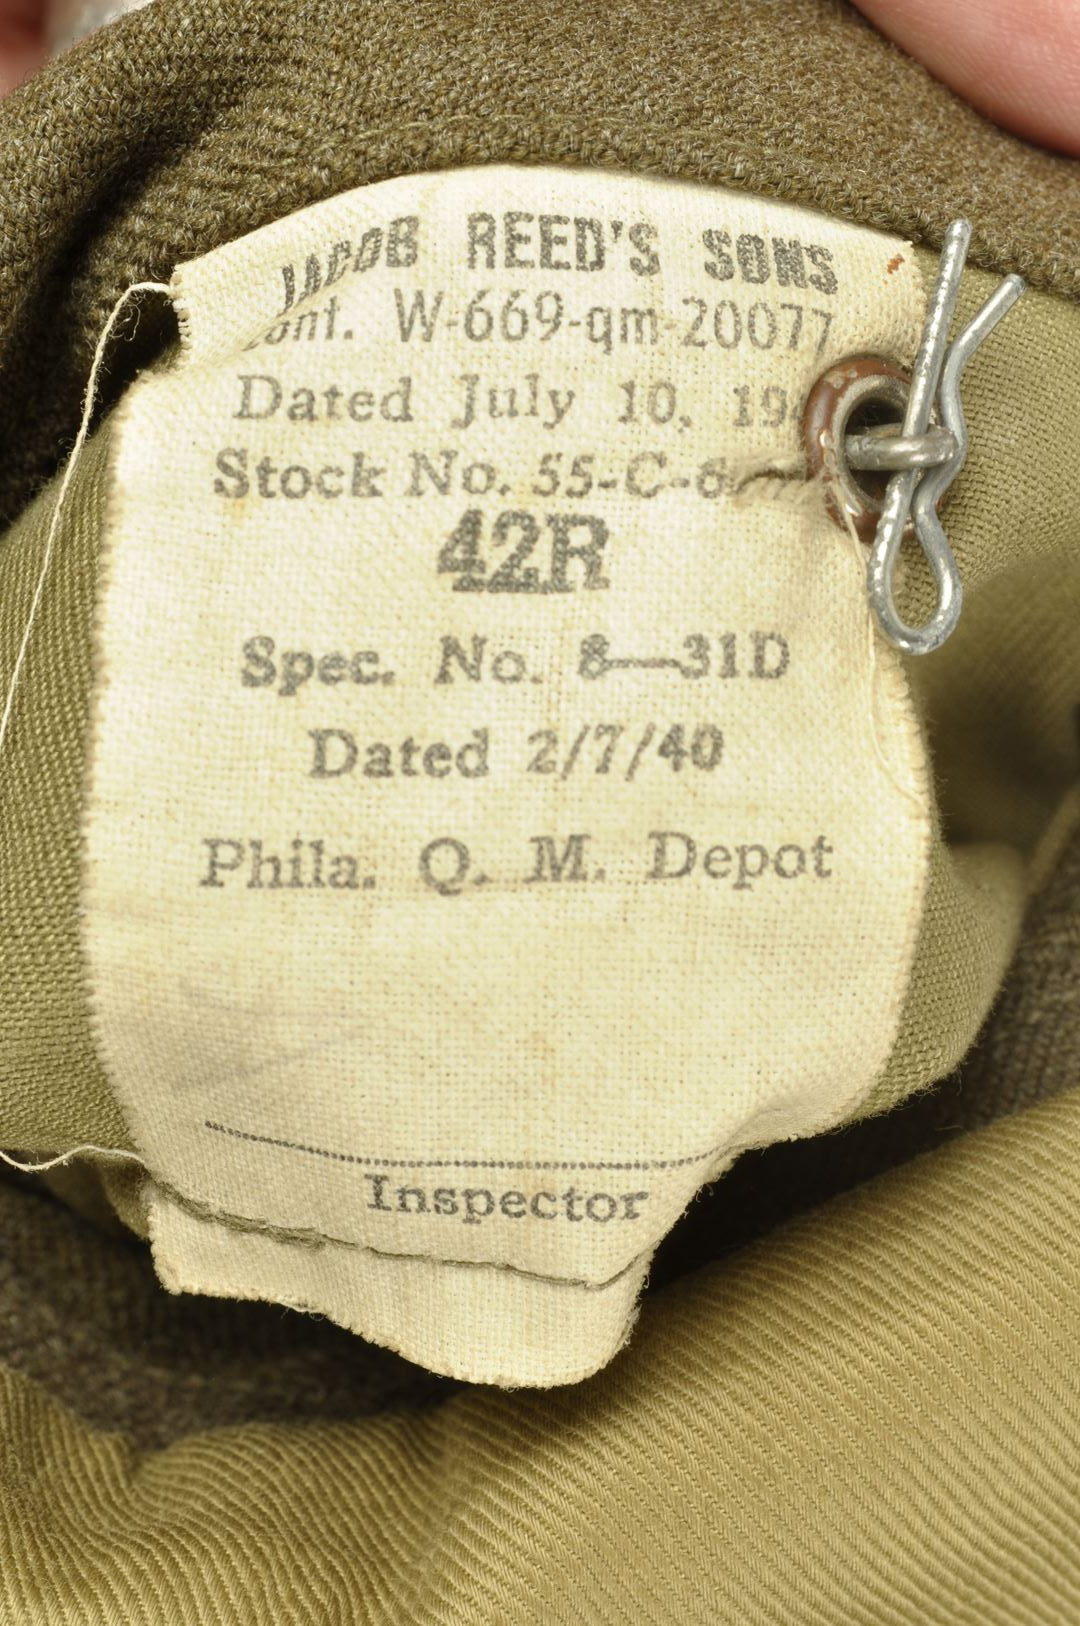 JACOB REED'S SONS
Cont. W-669-qm-20077
Dated July 10, 19
Stock No. 55-C-6
42R
Spec. No. 8—31D
Dated 2/7/40
Phila. Q. M. Depot
Inspector